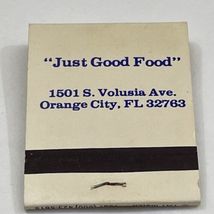 "Just Good Food"
1501 S. Volusia Ave.
Orange City, FL 32763